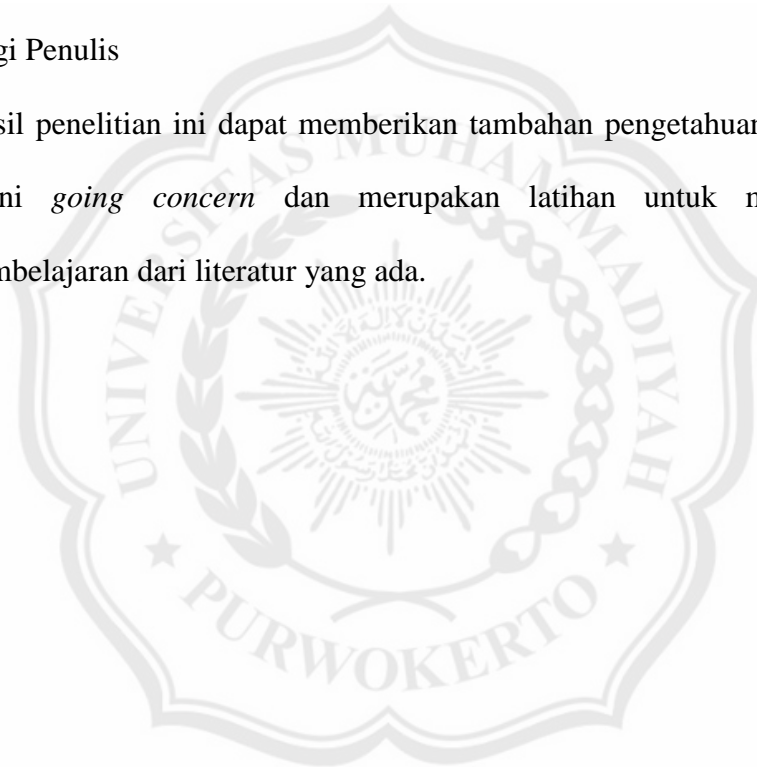 gi Penulis
sil penelitian ini dapat memberikan tambahan pengetahuan
ni going concern dan merupakan latihan untuk m
mbelajaran dari literatur yang ada.
UNIVERSITAS MUHAMMADIYAH
PURWOKERTO